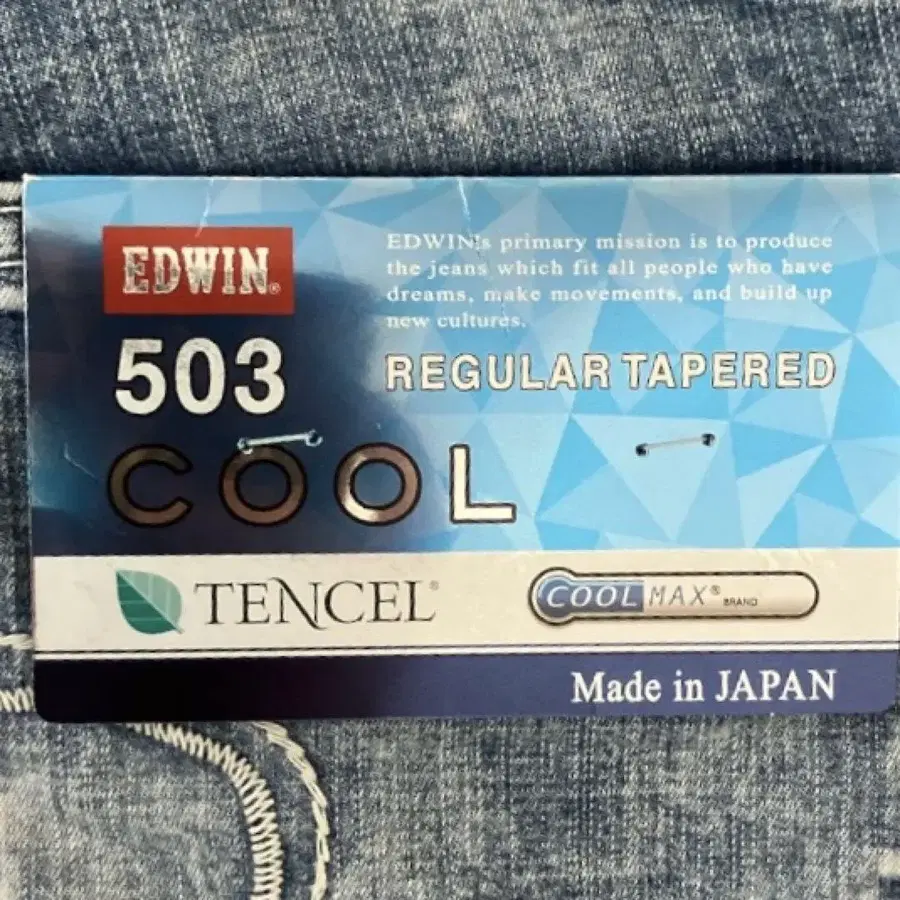 EDWIN®
503
COOL
EDWIN's primary mission is to produce
the jeans which fit all people who have
dreams, make movements, and build up
new cultures.
REGULAR TAPERED
TENCEL®
COOLMAX® BRAND
Made in JAPAN